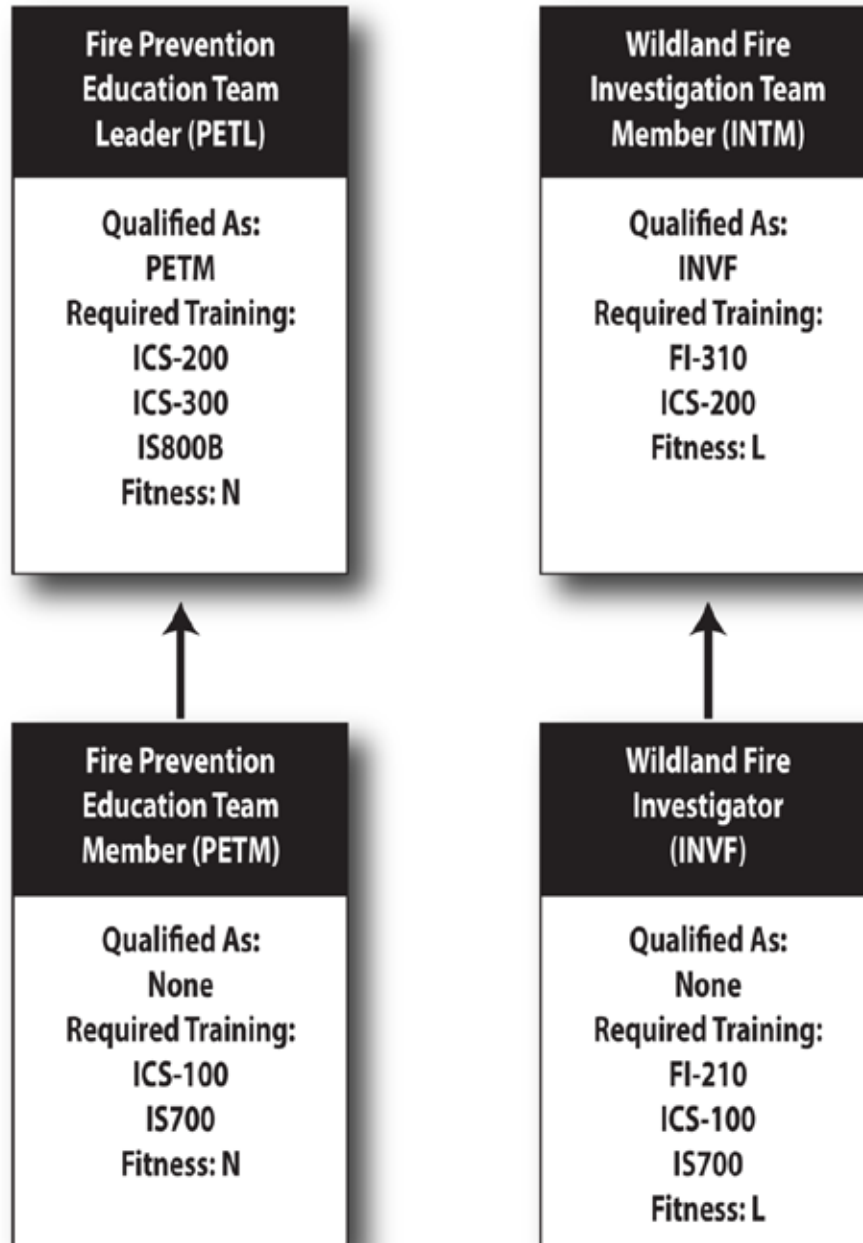 Fire Prevention
Education Team
Leader (PETL)
Qualified As:
PETM
Required Training:
ICS-200
ICS-300
IS800B
Fitness: N
Wildland Fire
Investigation Team
Member (INTM)
Qualified As:
INVF
Required Training:
FI-310
ICS-200
Fitness: L
Fire Prevention
Education Team
Member (PETM)
Qualified As:
None
Required Training:
ICS-100
IS700
Fitness: N
Wildland Fire
Investigator
(INVF)
Qualified As:
None
Required Training:
FI-210
ICS-100
IS700
Fitness: L